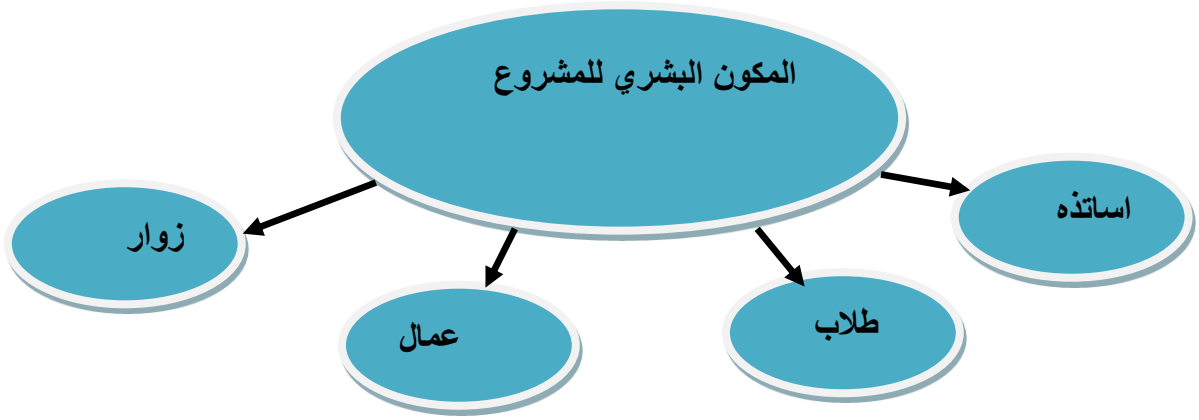 المكون البشري للمشروع
اساتذه
طلاب
عمال
زوار